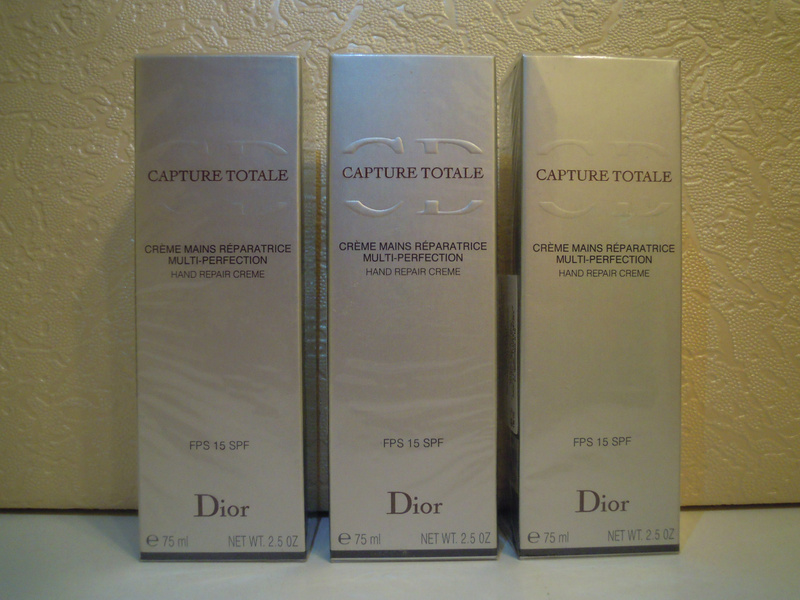 CAPTURE TOTALE
CRÈME MAINS RÉPARATRICE
MULTI-PERFECTION
HAND REPAIR CREME
FPS 15 SPF
Dior
e 75 ml NET WT. 2.5 OZ
CD
CAPTURE TOTALE
CRÈME MAINS RÉPARATRICE
MULTI-PERFECTION
HAND REPAIR CREME
FPS 15 SPF
Dior
e 75 ml NET WT. 2.5 OZ
CAPTURE TOTALE
CRÈME MAINS RÉPARATRICE
MULTI-PERFECTION
HAND REPAIR CREME
FPS 15 SPF
Dior
e 75 ml NET WT. 2.5 OZ